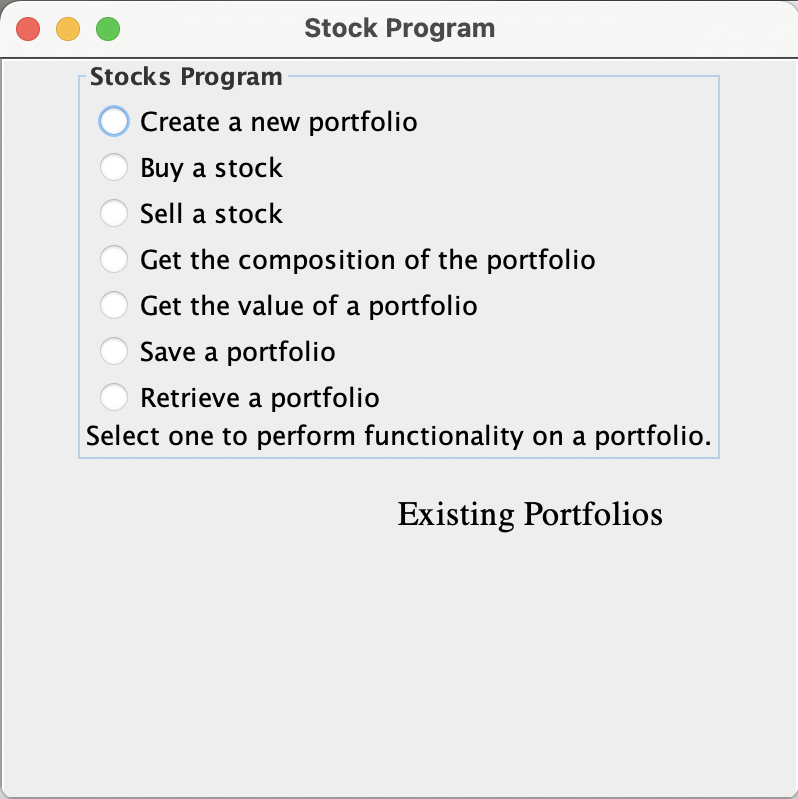 Stock Program
Stocks Program
Create a new portfolio
Buy a stock
Sell a stock
Get the composition of the portfolio
Get the value of a portfolio
Save a portfolio
Retrieve a portfolio
Select one to perform functionality on a portfolio.
Existing Portfolios